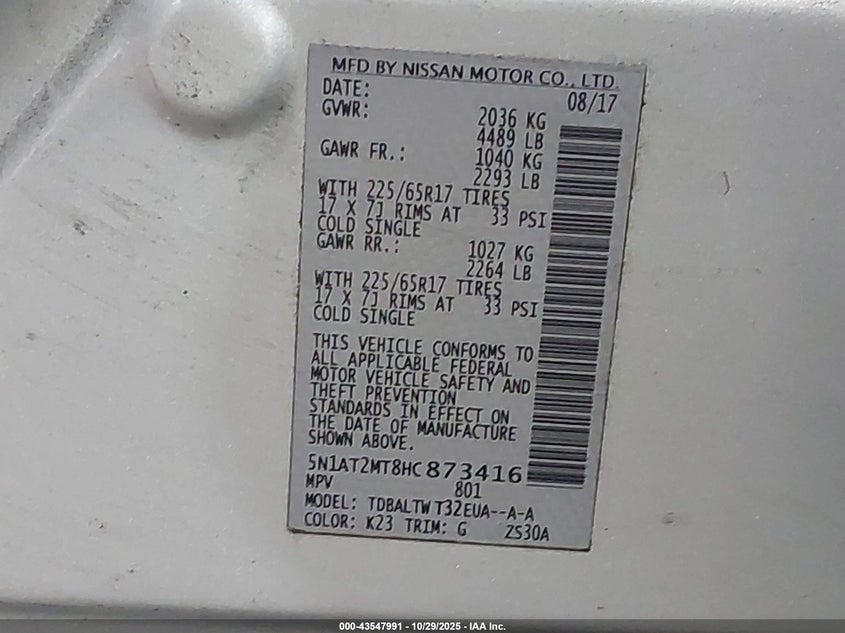 MFD BY NISSAN MOTOR CO., LTD.
DATE: 08/17
GVWR: 2036 KG
4489 LB
GAWR FR.: 1040 KG
2293 LB
WITH 225/65R17 TIRES
17 X 7J RIMS AT 33 PSI
COLD SINGLE
GAWR RR.: 1027 KG
2264 LB
WITH 225/65R17 TIRES
17 X 7J RIMS AT 33 PSI
COLD SINGLE
THIS VEHICLE CONFORMS TO
ALL APPLICABLE FEDERAL
MOTOR VEHICLE SAFETY AND
THEFT PREVENTION
STANDARDS IN EFFECT ON
THE DATE OF MANUFACTURE
SHOWN ABOVE.
5N1AT2MT8HC873416
MPV 801
MODEL: TDBALTW T32EUA--A-A
COLOR: K23 TRIM: G ZS30A
000-43547991 - 10/29/2025 - IAA Inc.